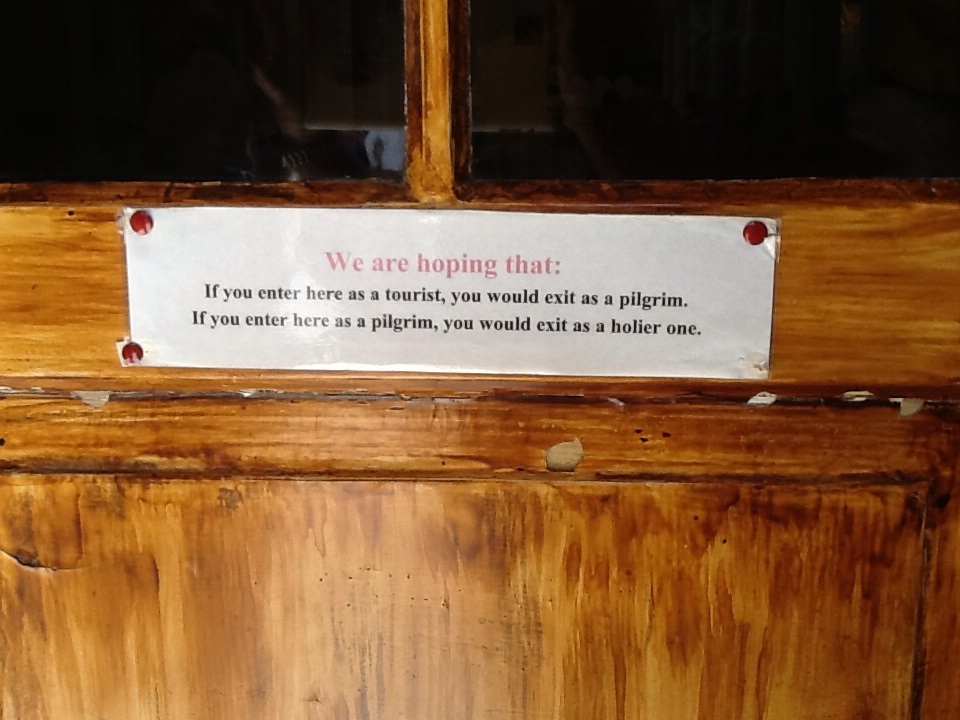 We are hoping that:
If you enter here as a tourist, you would exit as a pilgrim.
If you enter here as a pilgrim, you would exit as a holier one.